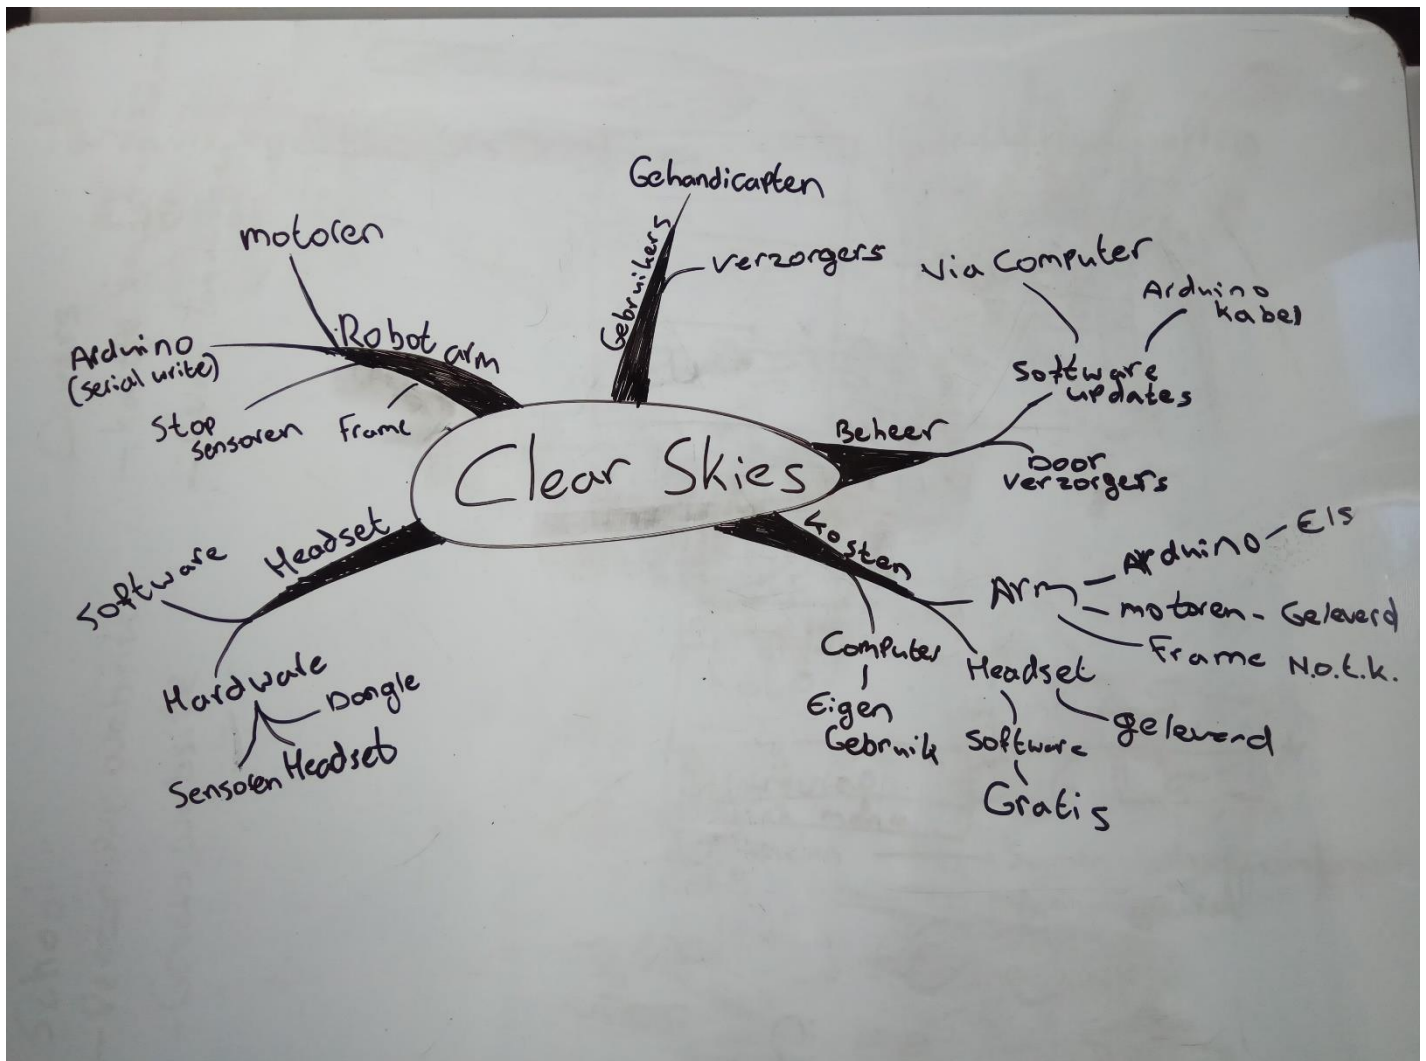 Gehandicapten
Gebruikers
verzorgers
motoren
Robot arm
Arduino
(serial write)
Stop
sensoren
Frame
Via Computer
Arduino
kabel
Software
updates
Beheer
Door
verzorgers
Clear Skies
Headset
Software
Hardware
Dongle
Headset
Sensoren
Kosten
Arm
Arduino
motoren - Geleverd
Frame N.o.t.k.
Computer
Eigen
Gebruik
Headset
geleverd
Software
Gratis